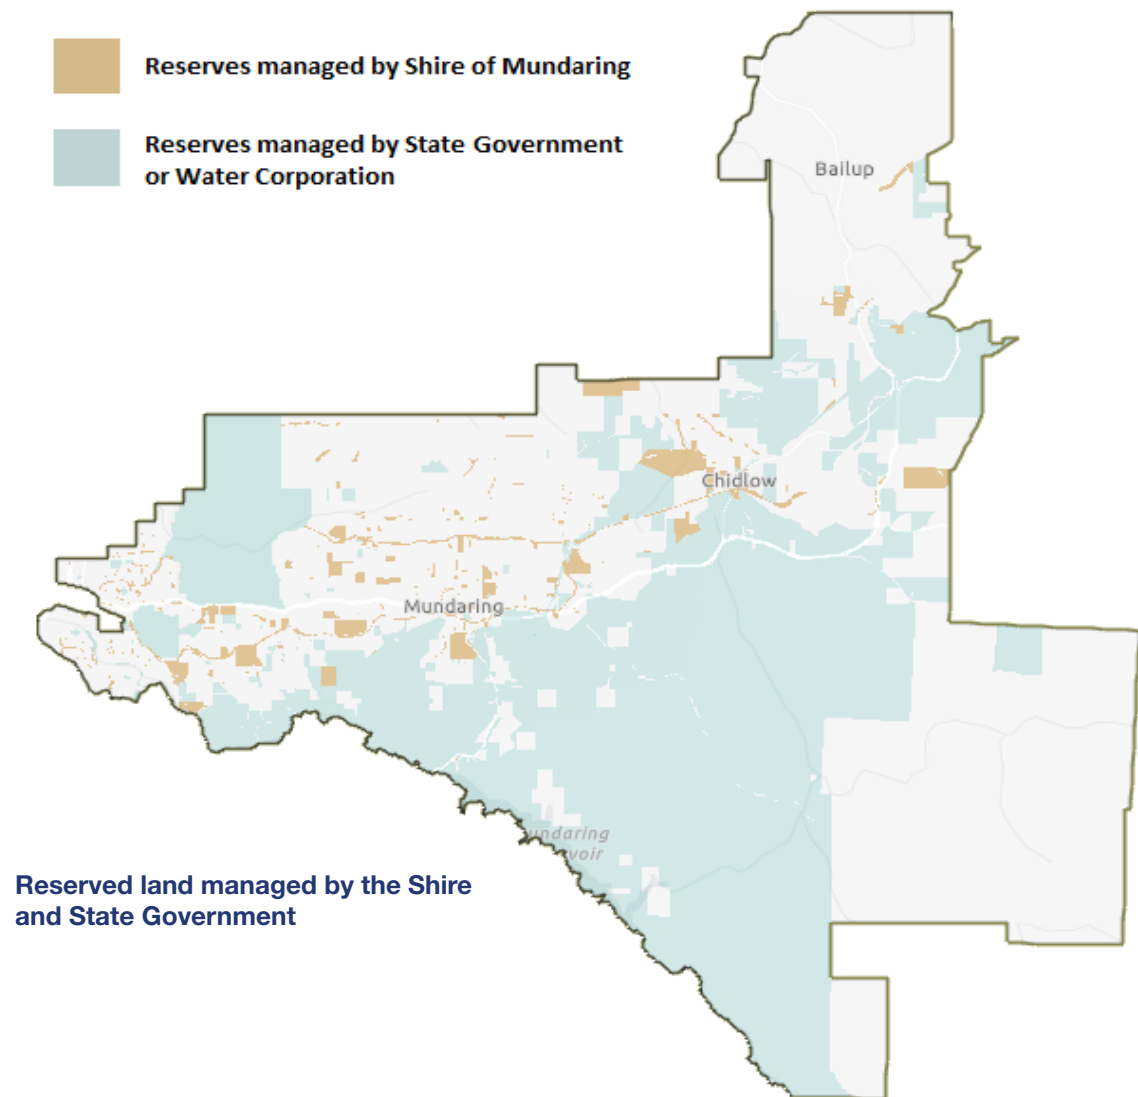 Reserves managed by Shire of Mundaring
Reserves managed by State Government
or Water Corporation
Bailup
Chidlow
Mundaring
Reserved land managed by the Shire
and State Government